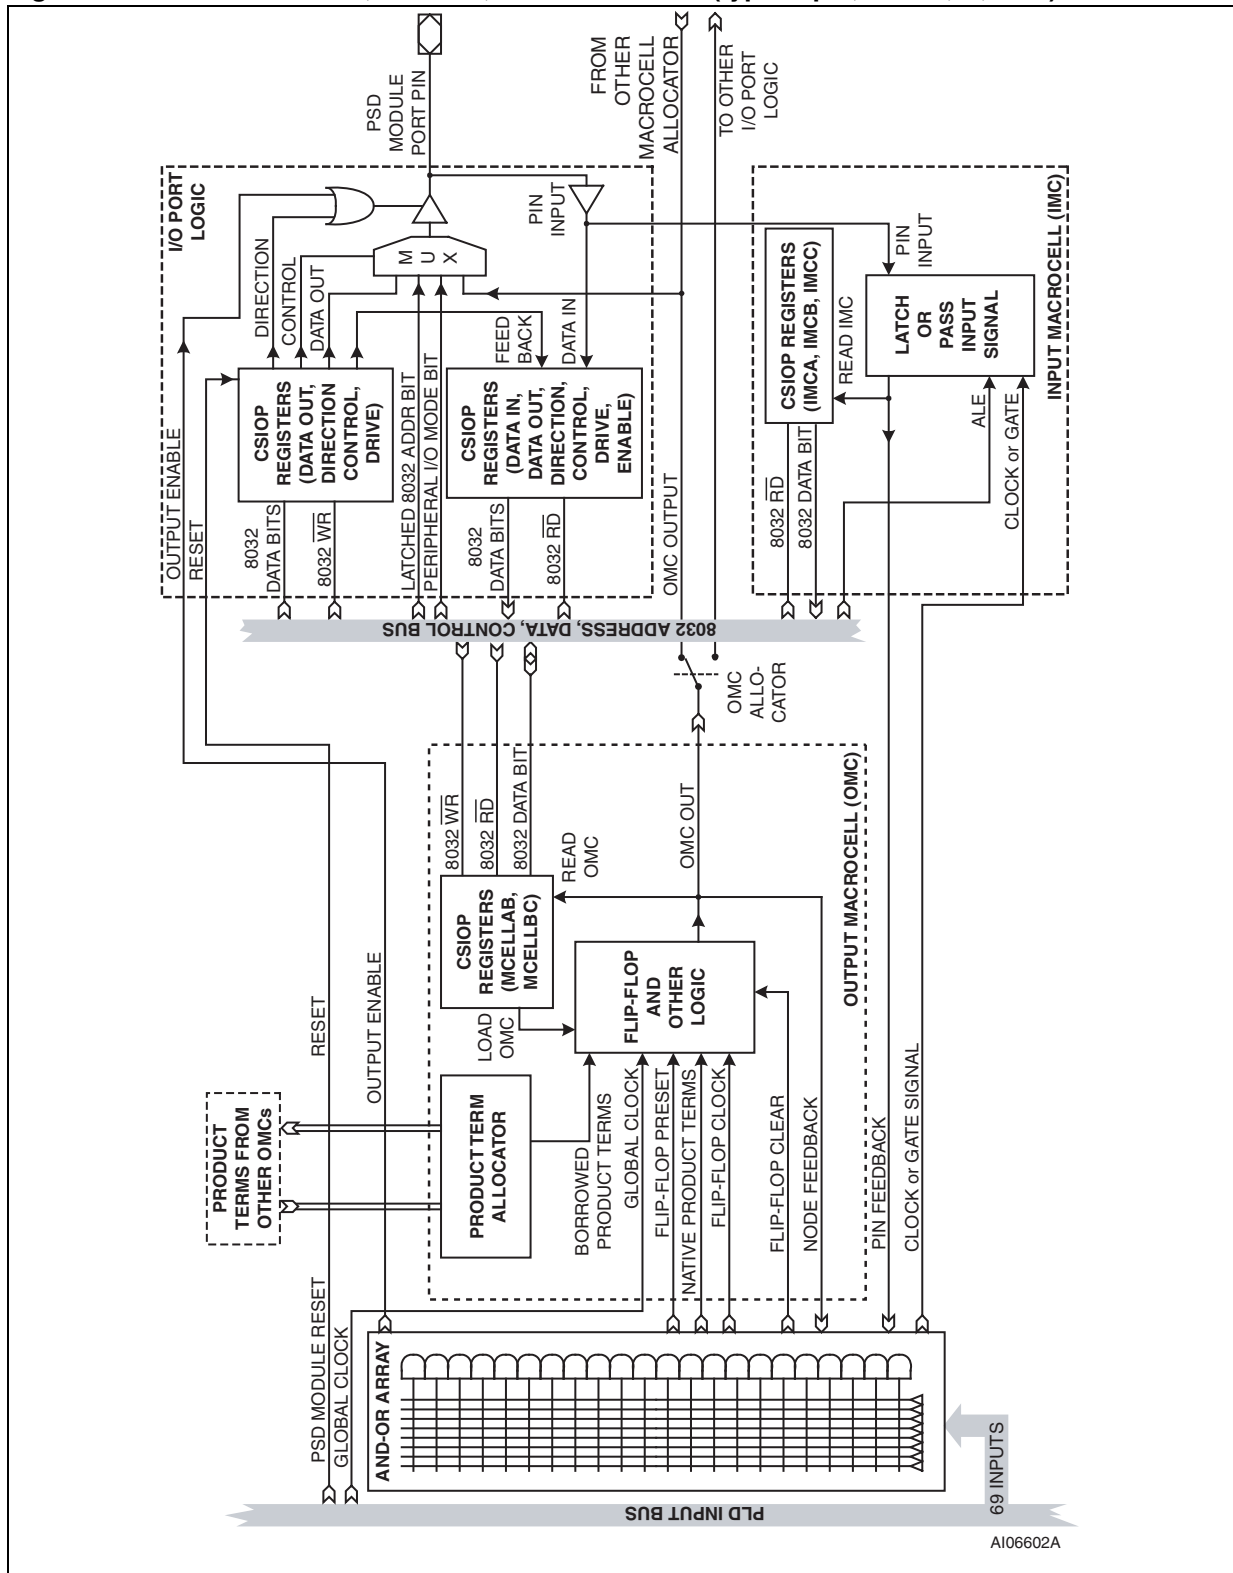 PLD INPUT BUS
69 INPUTS
AI06602A
PSD MODULE RESET
GLOBAL CLOCK
AND-OR ARRAY
PRODUCT
TERMS FROM
OTHER OMCs
RESET
OUTPUT ENABLE
PRODUCT TERM
ALLOCATOR
BORROWED
PRODUCT TERMS
GLOBAL CLOCK
FLIP-FLOP PRESET
NATIVE PRODUCT TERMS
FLIP-FLOP CLOCK
FLIP-FLOP CLEAR
NODE FEEDBACK
PIN FEEDBACK
CLOCK or GATE SIGNAL
LOAD
OMC
CSIOP
REGISTERS
(MCELLAB,
MCELLBC)
FLIP-FLOP
AND
OTHER
LOGIC
READ
OMC
8032 WR
8032 RD
8032 DATA BIT
OMC OUT
OUTPUT MACROCELL (OMC)
OMC
ALLO-
CATOR
8032 ADDRESS, DATA, CONTROL BUS
OUTPUT ENABLE
RESET
8032
DATA BITS
8032 WR
LATCHED 8032 ADDR BIT
PERIPHERAL I/O MODE BIT
8032
DATA BITS
8032 RD
OMC OUTPUT
CSIOP
REGISTERS
(DATA OUT,
DIRECTION
CONTROL,
DRIVE)
CSIOP
REGISTERS
(DATA IN,
DATA OUT,
DIRECTION,
CONTROL,
DRIVE,
ENABLE)
DIRECTION
CONTROL
DATA OUT
FEED
BACK
DATA IN
M
U
X
PIN
INPUT
I/O PORT
LOGIC
PSD
MODULE
PORT PIN
FROM
OTHER
MACROCELL
ALLOCATOR
TO OTHER
I/O PORT
LOGIC
8032 RD
8032 DATA BIT
CSIOP REGISTERS
(IMCA, IMCB, IMCC)
READ IMC
PIN
INPUT
LATCH
OR
PASS
INPUT
SIGNAL
ALE
CLOCK or GATE
INPUT MACROCELL (IMC)